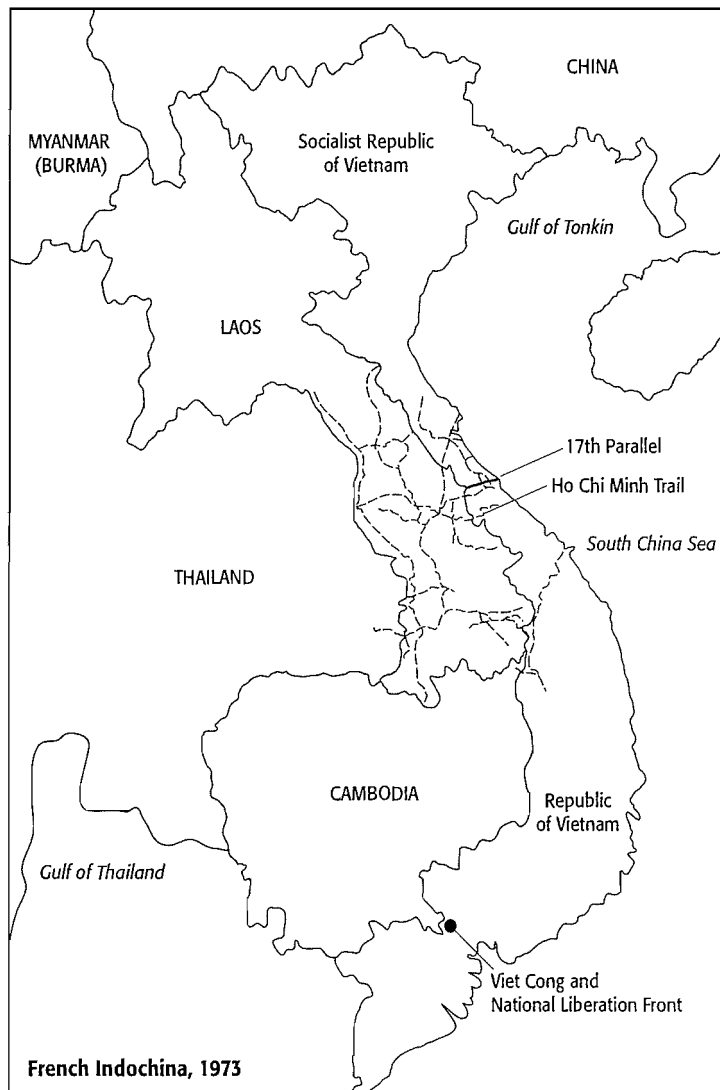 CHINA
MYANMAR
(BURMA)
Socialist Republic
of Vietnam
Gulf of Tonkin
LAOS
17th Parallel
Ho Chi Minh Trail
South China Sea
THAILAND
CAMBODIA
Republic
of Vietnam
Gulf of Thailand
Viet Cong and
National Liberation Front
French Indochina, 1973